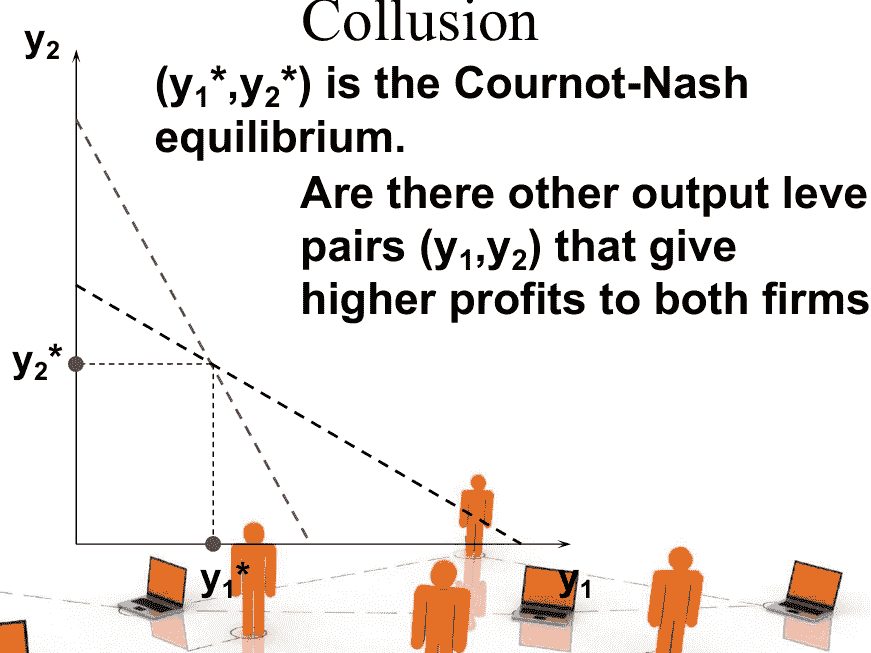 Collusion
y₂
(y₁*,y₂*) is the Cournot-Nash
equilibrium.
Are there other output leve
pairs (y₁,y₂) that give
higher profits to both firms
y₂*
y₁*
y₁